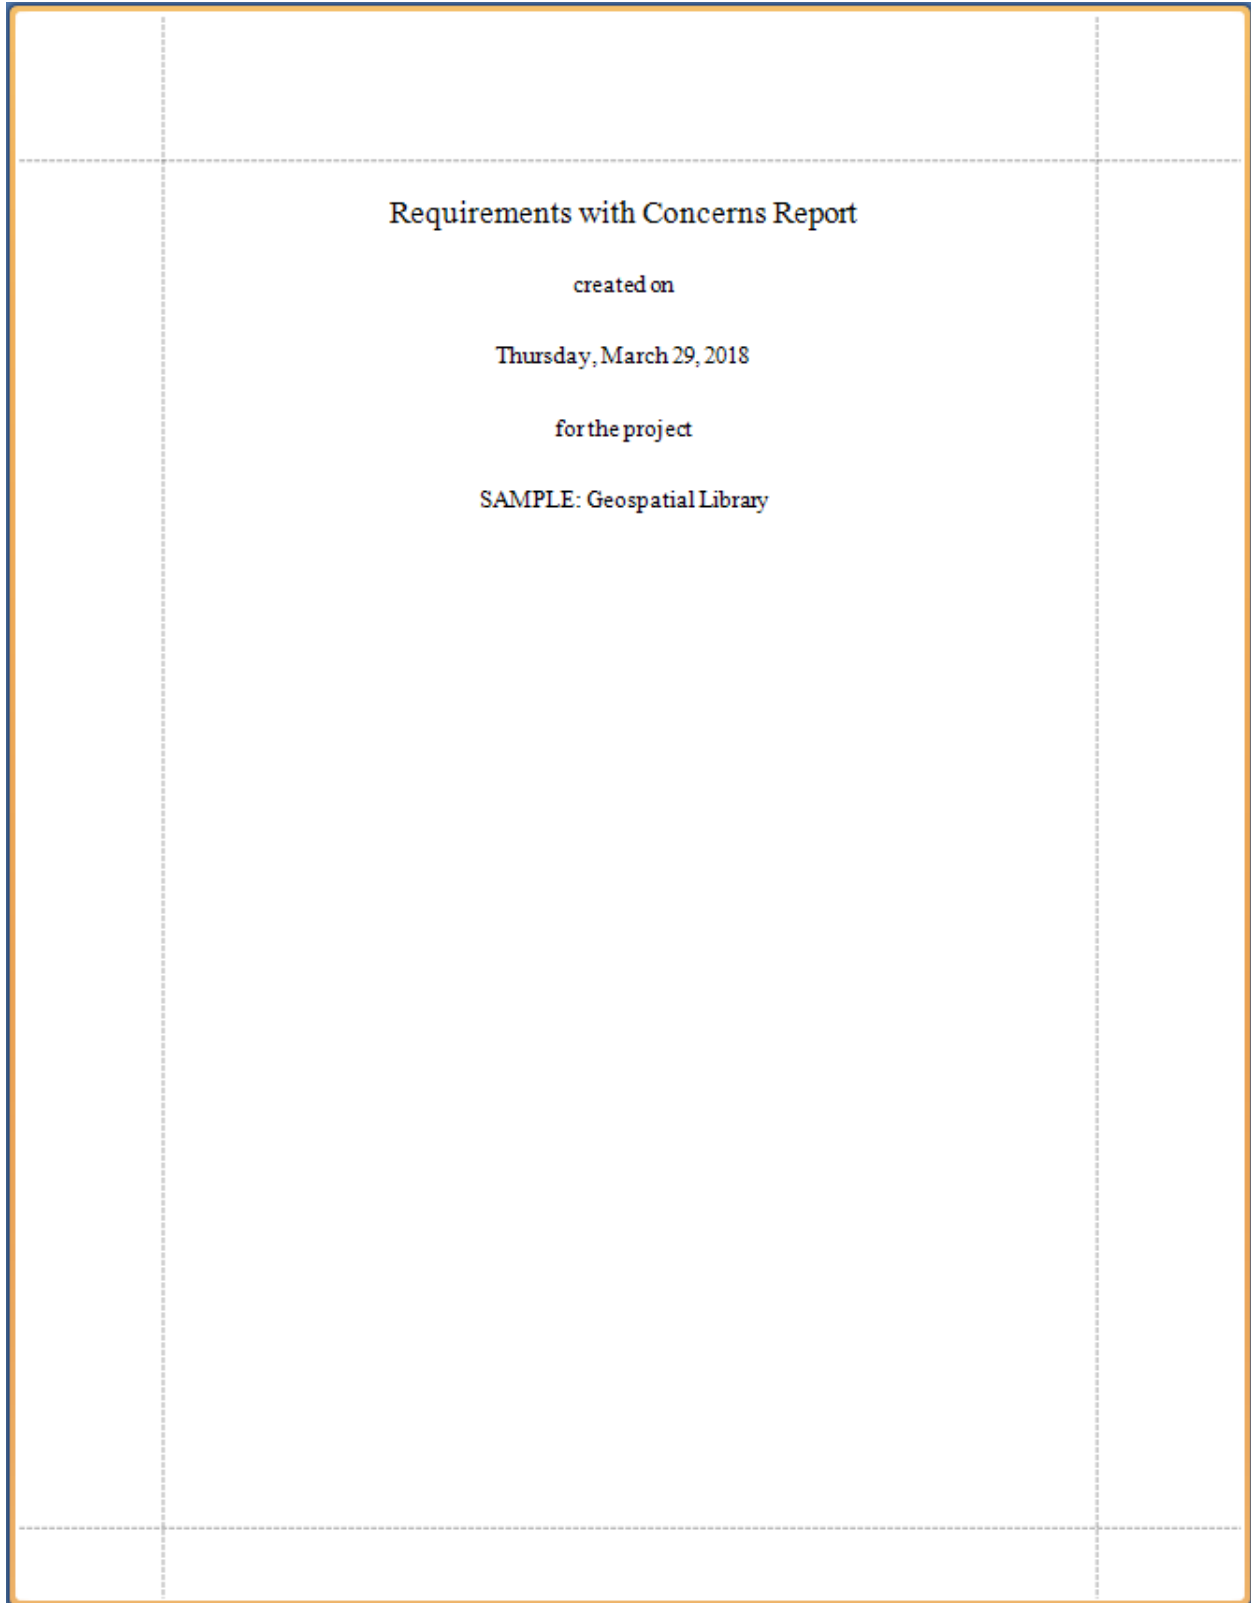 Requirements with Concerns Report
created on
Thursday, March 29, 2018
for the project
SAMPLE: Geospatial Library